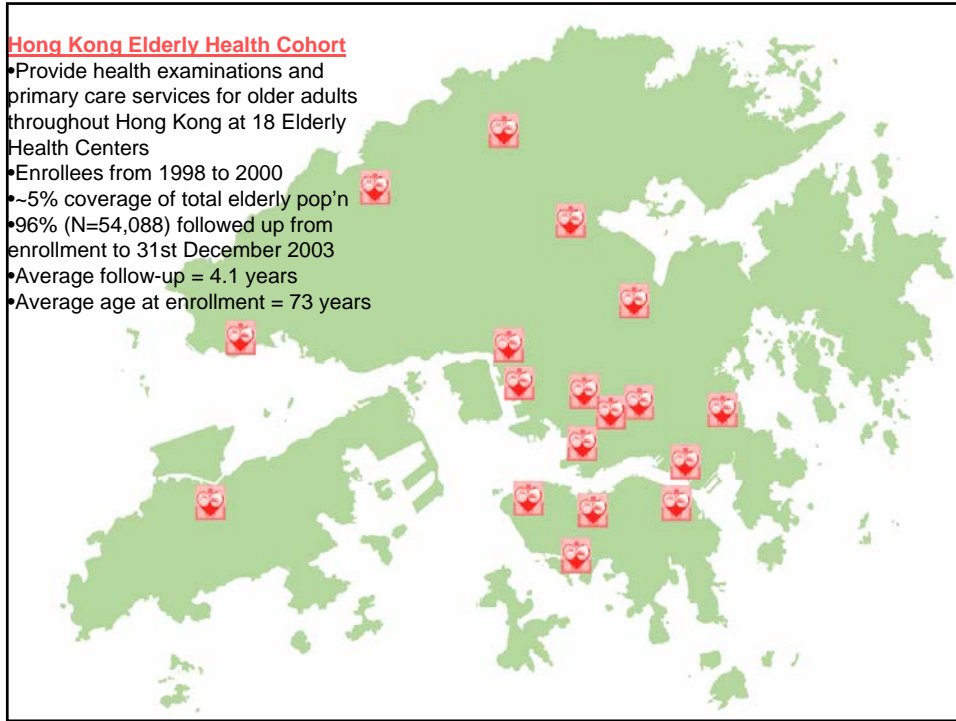 Hong Kong Elderly Health Cohort
•Provide health examinations and
primary care services for older adults
throughout Hong Kong at 18 Elderly
Health Centers
•Enrollees from 1998 to 2000
•~5% coverage of total elderly pop’n
•96% (N=54,088) followed up from
enrollment to 31st December 2003
•Average follow-up = 4.1 years
•Average age at enrollment = 73 years